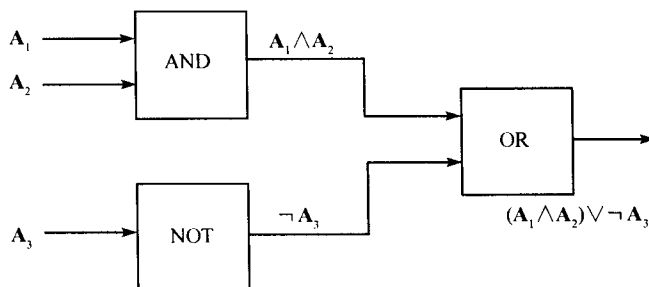 A₁
A₂
AND
A₁∧A₂
OR
A₃
NOT
¬A₃
(A₁∧A₂)∨¬A₃